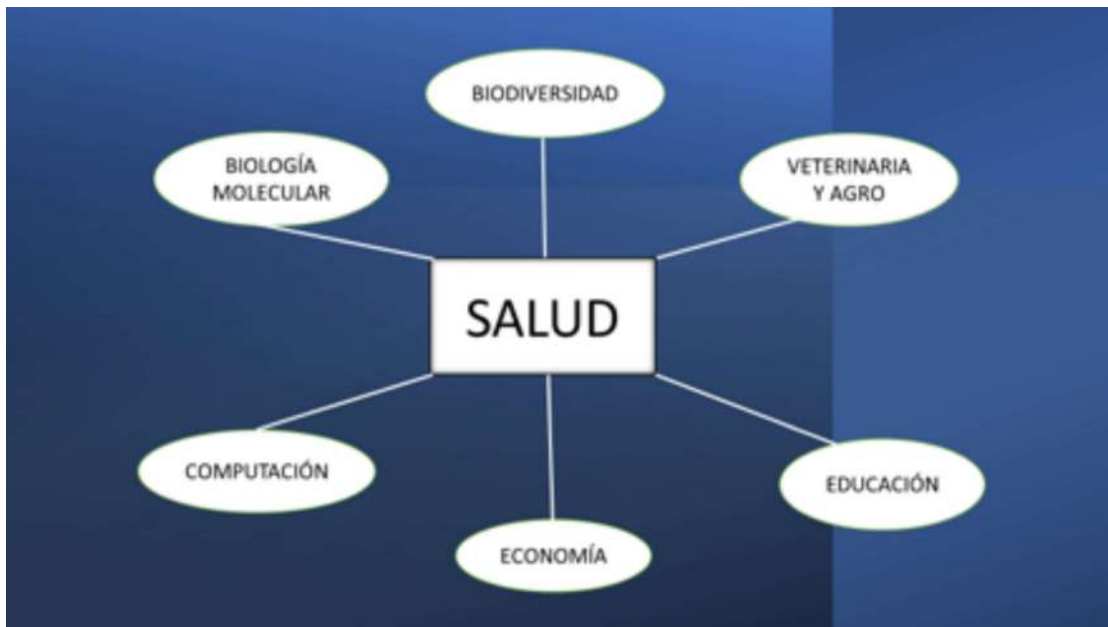 BIODIVERSIDAD
BIOLOGÍA
MOLECULAR
VETERINARIA
Y AGRO
SALUD
COMPUTACIÓN
EDUCACIÓN
ECONOMÍA